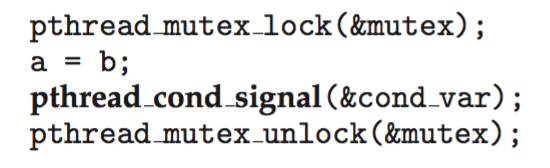 pthread_mutex_lock(&mutex);
a = b;
pthread_cond_signal(&cond_var);
pthread_mutex_unlock(&mutex);